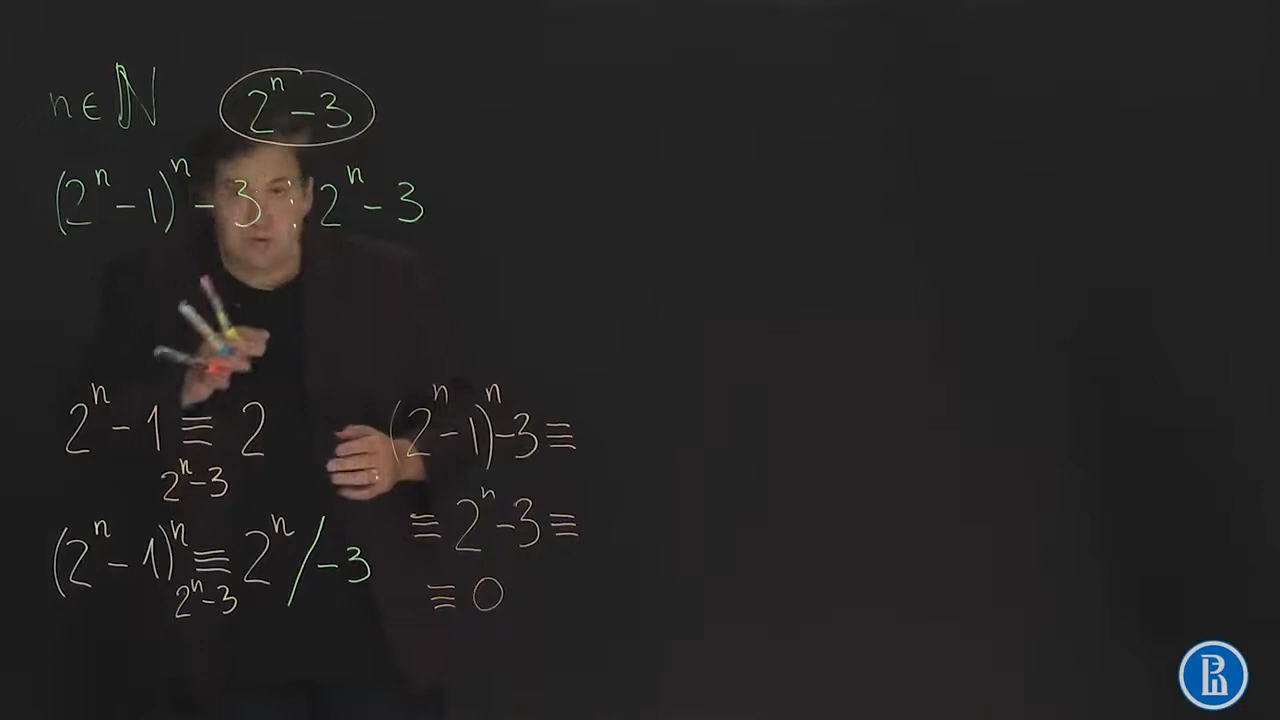 n ∈ ℕ 2ⁿ - 3
(2ⁿ - 1)ⁿ - 3 ⋮ 2ⁿ - 3
2ⁿ - 1 ≡ 2
2ⁿ-3
(2ⁿ - 1)ⁿ ≡ 2ⁿ / -3
2ⁿ-3
(2ⁿ - 1)ⁿ - 3 ≡
≡ 2ⁿ - 3 ≡
≡ 0